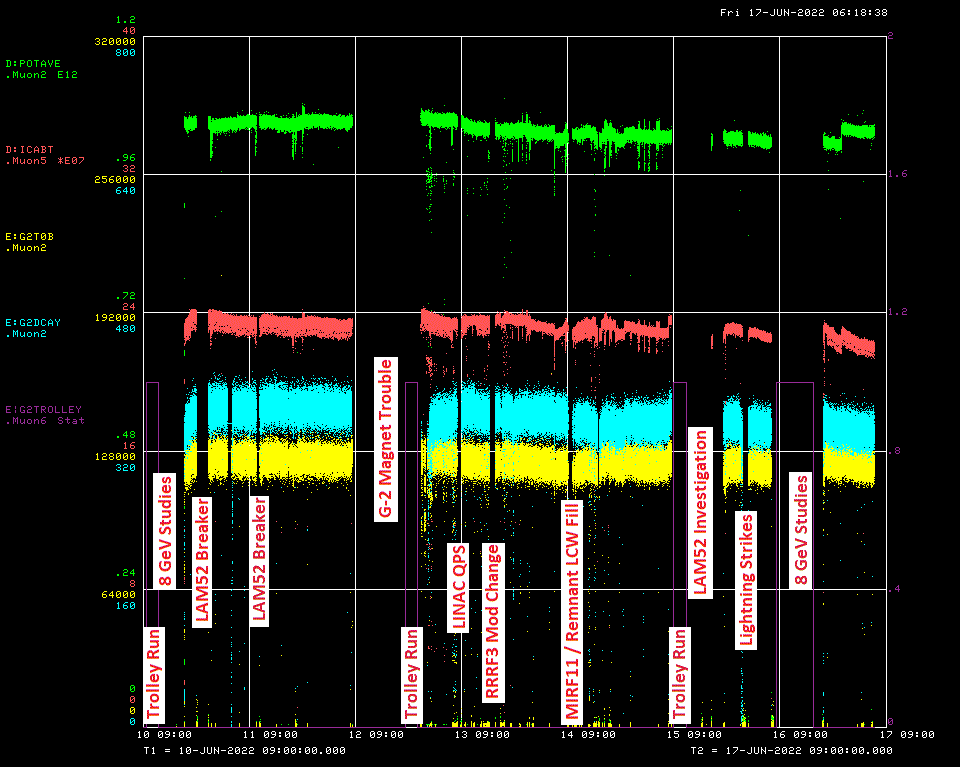 Fri 17-JUN-2022 06:18:38
1.2
40
320000
800
2
D:POTAVE
.Muon2 E12
D:ICABT
.Muon5 *E07
.96
32
256000
640
1.6
E:G2T0B
.Muon2
.72
24
192000
480
1.2
E:G2DCAY
.Muon2
E:G2TROLLEY
.Muon6 Stat
.48
16
128000
320
.8
.24
8
64000
160
.4
0
0
0
0
0
Trolley Run
8 GeV Studies
LAM52 Breaker
LAM52 Breaker
G-2 Magnet Trouble
Trolley Run
LINAC QPS
RRRF3 Mod Change
MIRF11 / Remnant LCW Fill
Trolley Run
LAM52 Investigation
Lightning Strikes
8 GeV Studies
10 09:00 11 09:00 12 09:00 13 09:00 14 09:00 15 09:00 16 09:00 17 09:00
T1 = 10-JUN-2022 09:00:00.000 T2 = 17-JUN-2022 09:00:00.000